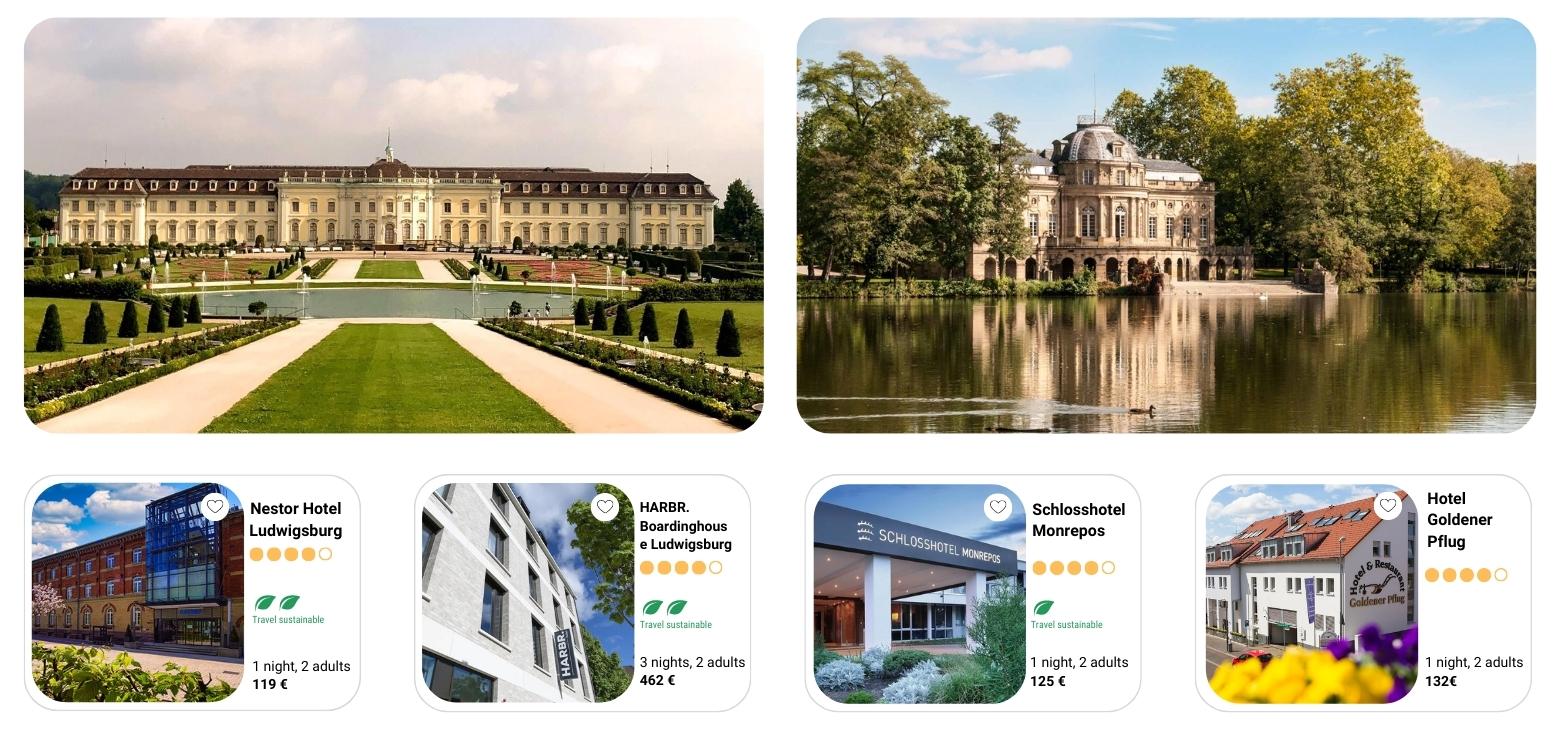 Nestor Hotel
Ludwigsburg
Travel sustainable
1 night, 2 adults
119 €
HARBR.
HARBR.
Boardinghous
e Ludwigsburg
Travel sustainable
3 nights, 2 adults
462 €
SCHLOSSHOTEL MONREPOS
Schlosshotel
Monrepos
Travel sustainable
1 night, 2 adults
125 €
Hotel & Restaurant
Goldener Pflug
Hotel
Goldener
Pflug
1 night, 2 adults
132€